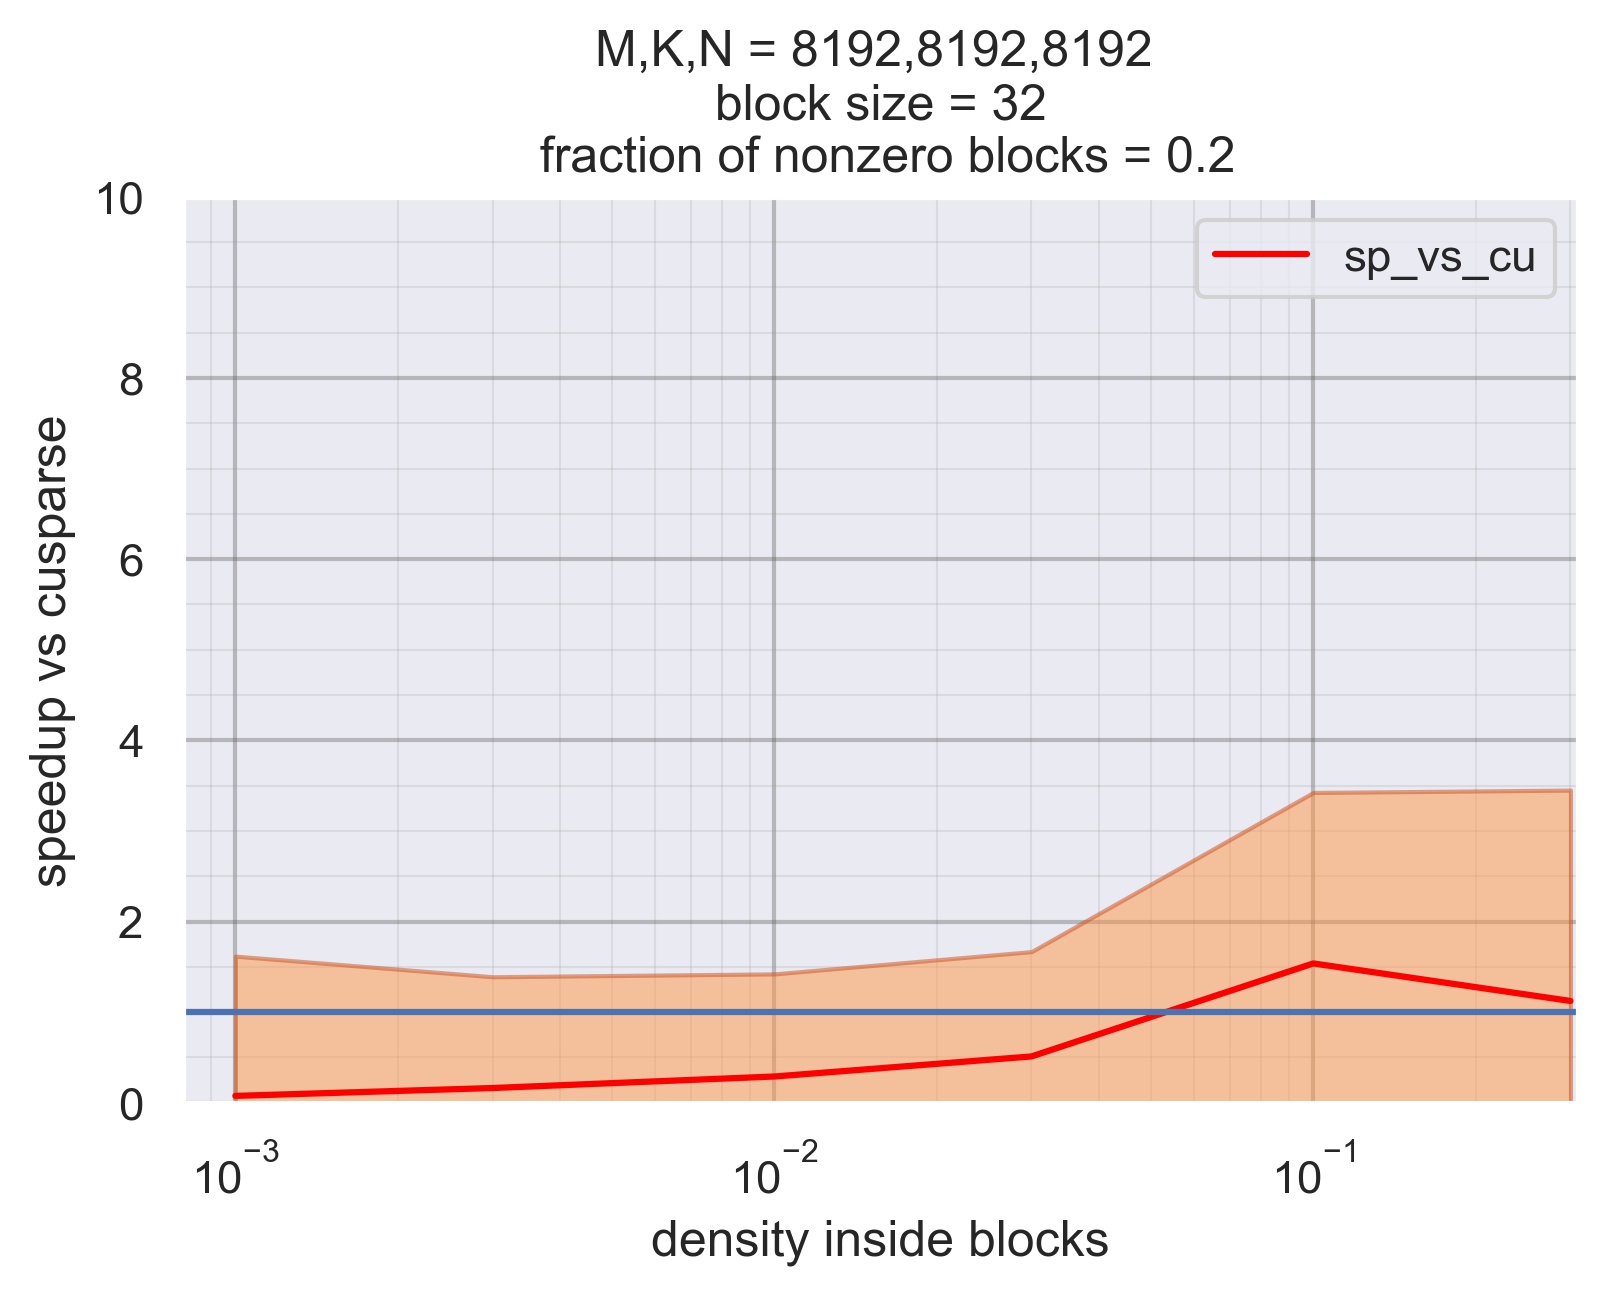 M,K,N = 8192,8192,8192
block size = 32
fraction of nonzero blocks = 0.2
sp_vs_cu
speedup vs cusparse
10
8
6
4
2
0
10⁻³
10⁻²
10⁻¹
density inside blocks